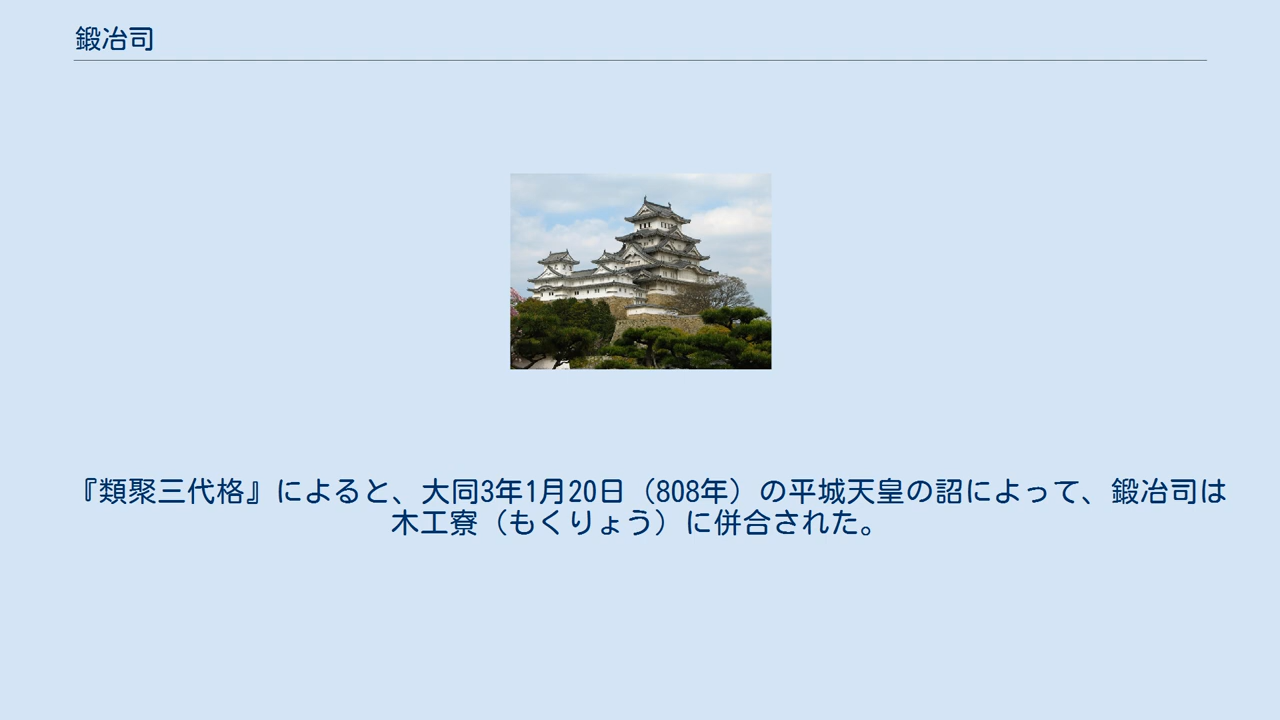 鍛冶司
『類聚三代格』によると、大同3年1月20日（808年）の平城天皇の詔によって、鍛冶司は
木工寮（もくりょう）に併合された。